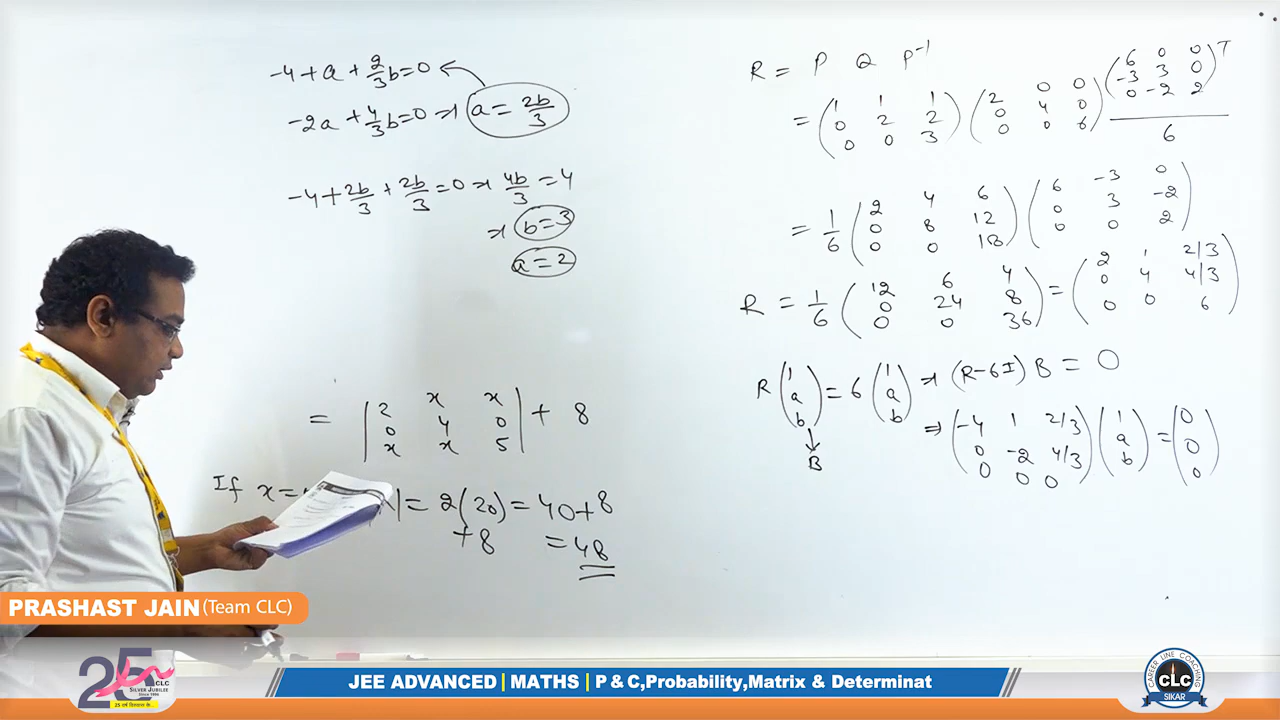 -4+a+2/3b=0
-2a+4/3b=0 ⇒ a=2b/3
-4+2b/3+2b/3=0 ⇒ 4b/3=4
⇒ b=3
a=2
= |2 x x| + 8
|0 4 0|
|x x 5|
If x=
|= 2(20)=40+8
+8 =48
R = P Q P⁻¹
= (1 1 1) (2 0 0) (6 0 0)ᵀ
(0 2 2) (0 4 0) (-3 3 0)
(0 0 3) (0 0 6) (0 -2 2)
6
= 1/6 (2 4 6) (6 -3 0)
(0 8 12) (0 3 -2)
(0 0 18) (0 0 2)
R = 1/6 (12 6 4) = (2 1 2/3)
(0 24 8) (0 4 4/3)
(0 0 36) (0 0 6)
R (1) = 6 (1) ⇒ (R-6I) B = 0
(a) (a)
(b) (b)
↓
B
⇒ (-4 1 2/3) (1) = (0)
(0 -2 4/3) (a) (0)
(0 0 0) (b) (0)
PRASHAST JAIN (Team CLC)
25
CLC
SILVER JUBILEE
Since 1996
JEE ADVANCED | MATHS | P & C,Probability,Matrix & Determinat
CAREER LINE COACHING
CLC
SIKAR